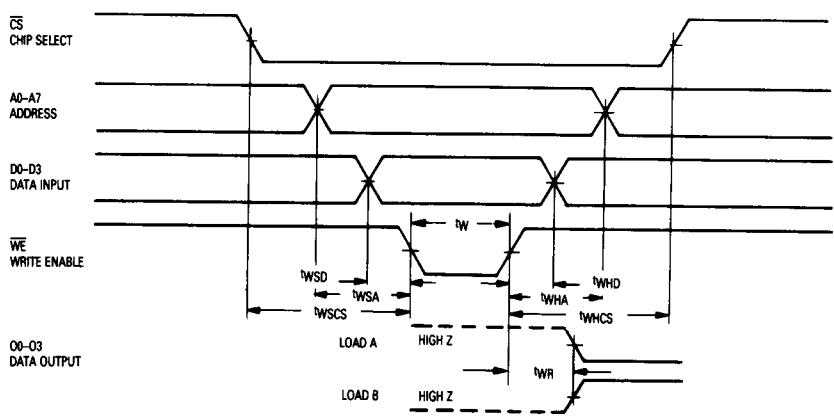 CS
CHIP SELECT
A0–A7
ADDRESS
D0–D3
DATA INPUT
tW
WE
WRITE ENABLE
tWSD
tWHD
tWSA
tWHA
tWSCS
tWHCS
O0–O3
DATA OUTPUT
LOAD A
HIGH Z
tWR
LOAD B
HIGH Z